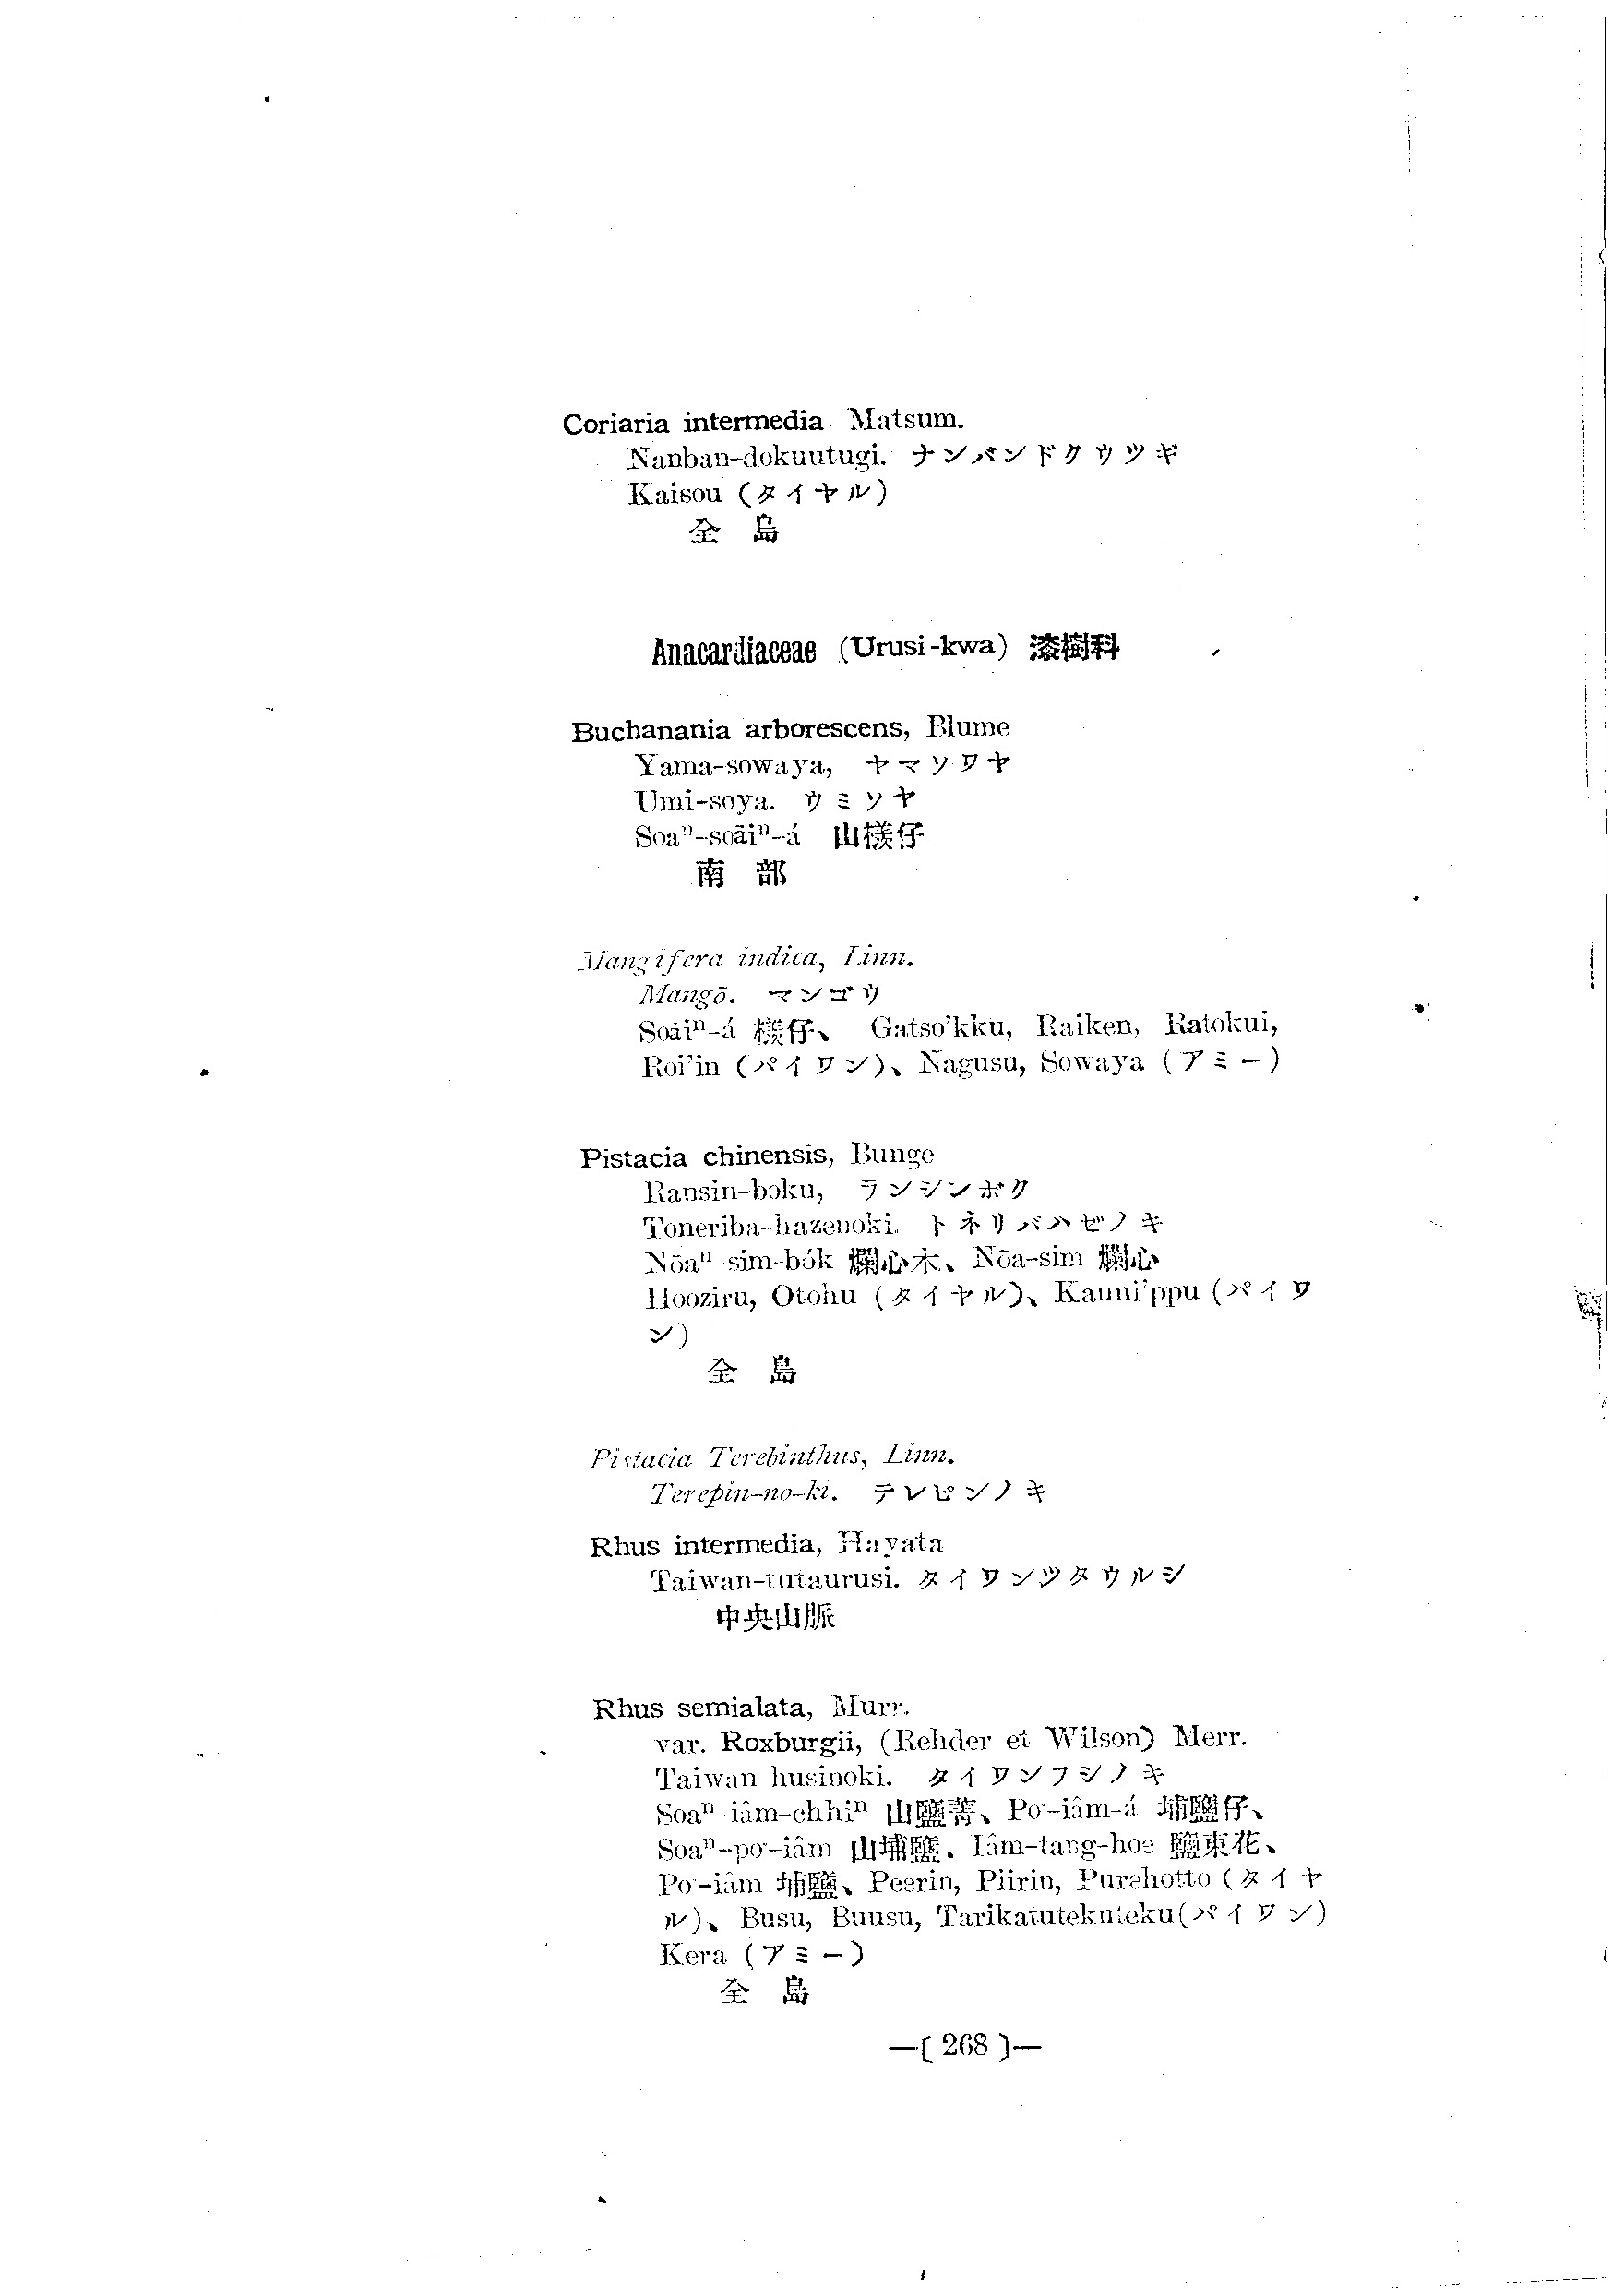 Coriaria intermedia Matsum.
Nanban-dokuutugi. ナンバンドクウツギ
Kaisou (タイヤル)
全島
Anacardiaceae (Urusi-kwa) 漆樹科
Buchanania arborescens, Blume
Yama-sowaya, ヤマソワヤ
Umi-soya. ウミソヤ
Soaⁿ-soāiⁿ-á 山檨仔
南部
Mangifera indica, Linn.
Mangō. マンゴウ
Soāiⁿ-á 檨仔、 Gatso'kku, Raiken, Ratokui,
Roi'in (パイワン)、Nagusu, Sowaya (アミー)
Pistacia chinensis, Bunge
Ransin-boku, ランシンボク
Toneriba-hazenoki. トネリバハゼノキ
Nōaⁿ-sim-bók 爛心木、Nōa-sim 爛心
Hooziru, Otohu (タイヤル)、Kauni'ppu (パイワ
ン)
全島
Pistacia Terebinthus, Linn.
Terepin-no-ki. テレピンノキ
Rhus intermedia, Hayata
Taiwan-tutaurusi. タイワンツタウルシ
中央山脈
Rhus semialata, Murr.
var. Roxburgii, (Rehder et Wilson) Merr.
Taiwan-husinoki. タイワンフシノキ
Soaⁿ-iâm-chhiⁿ 山鹽菁、Po͘-iâm-á 埔鹽仔、
Soaⁿ-po͘-iâm 山埔鹽、Iâm-tang-hoe 鹽東花、
Po͘-iâm 埔鹽、Peerin, Piirin, Purehotto (タイヤ
ル)、Busu, Buusu, Tarikatutekuteku(パイワン)
Kera (アミー)
全島
—( 268 )—